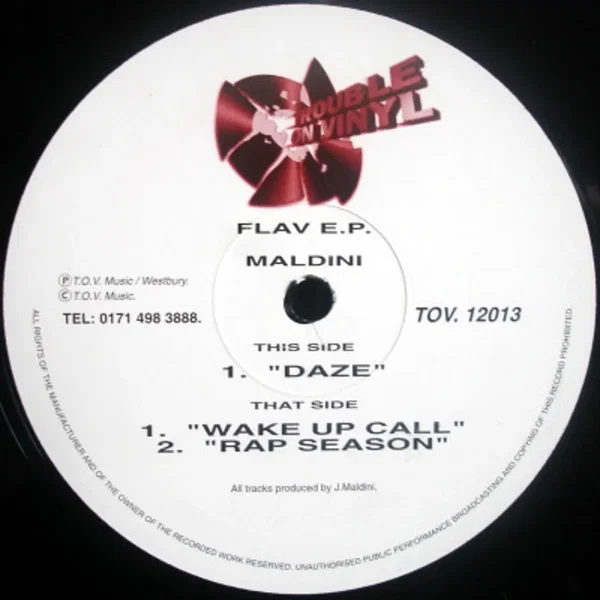 TROUBLE
ON VINYL
FLAV E.P.
MALDINI
Ⓟ T.O.V. Music / Westbury.
© T.O.V. Music.
TEL: 0171 498 3888.
TOV. 12013
THIS SIDE
1. "DAZE"
THAT SIDE
1. "WAKE UP CALL"
2. "RAP SEASON"
All tracks produced by J.Maldini.
ALL RIGHTS OF THE MANUFACTURER AND OF THE OWNER OF THE RECORDED WORK RESERVED. UNAUTHORISED PUBLIC PERFORMANCE BROADCASTING AND COPYING OF THIS RECORD PROHIBITED.